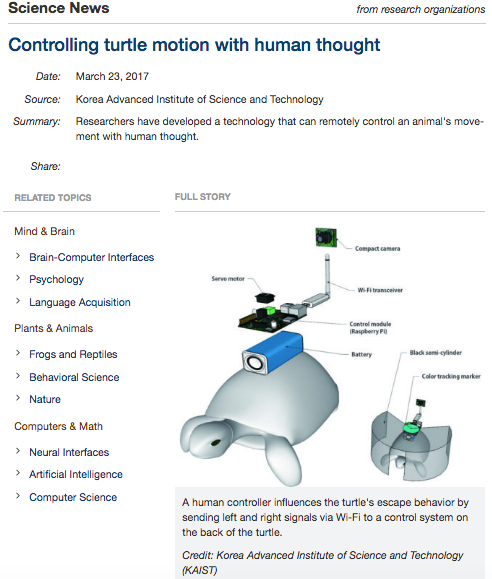 Science News
from research organizations
Controlling turtle motion with human thought
Date: March 23, 2017
Source: Korea Advanced Institute of Science and Technology
Summary: Researchers have developed a technology that can remotely control an animal's move-
ment with human thought.
Share:
RELATED TOPICS
Mind & Brain
> Brain-Computer Interfaces
> Psychology
> Language Acquisition
Plants & Animals
> Frogs and Reptiles
> Behavioral Science
> Nature
Computers & Math
> Neural Interfaces
> Artificial Intelligence
> Computer Science
FULL STORY
Compact camera
Servo motor
Wi-Fi transceiver
Control module
(Raspberry Pi)
Battery
Black semi-cylinder
Color tracking marker
A human controller influences the turtle's escape behavior by
sending left and right signals via Wi-Fi to a control system on
the back of the turtle.
Credit: Korea Advanced Institute of Science and Technology
(KAIST)